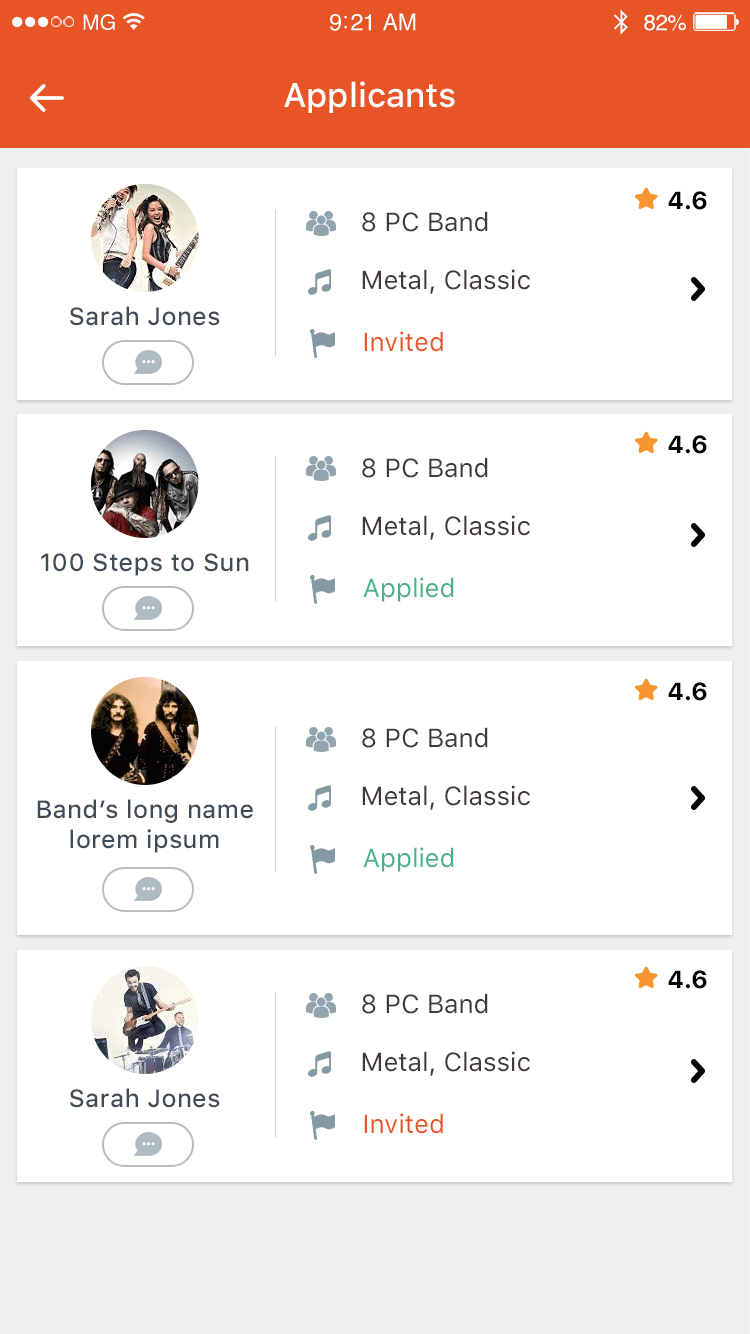 MG 9:21 AM 82%
Applicants
4.6
8 PC Band
Metal, Classic
Sarah Jones
Invited
4.6
8 PC Band
Metal, Classic
100 Steps to Sun
Applied
4.6
8 PC Band
Metal, Classic
Band’s long name
lorem ipsum
Applied
4.6
8 PC Band
Metal, Classic
Sarah Jones
Invited